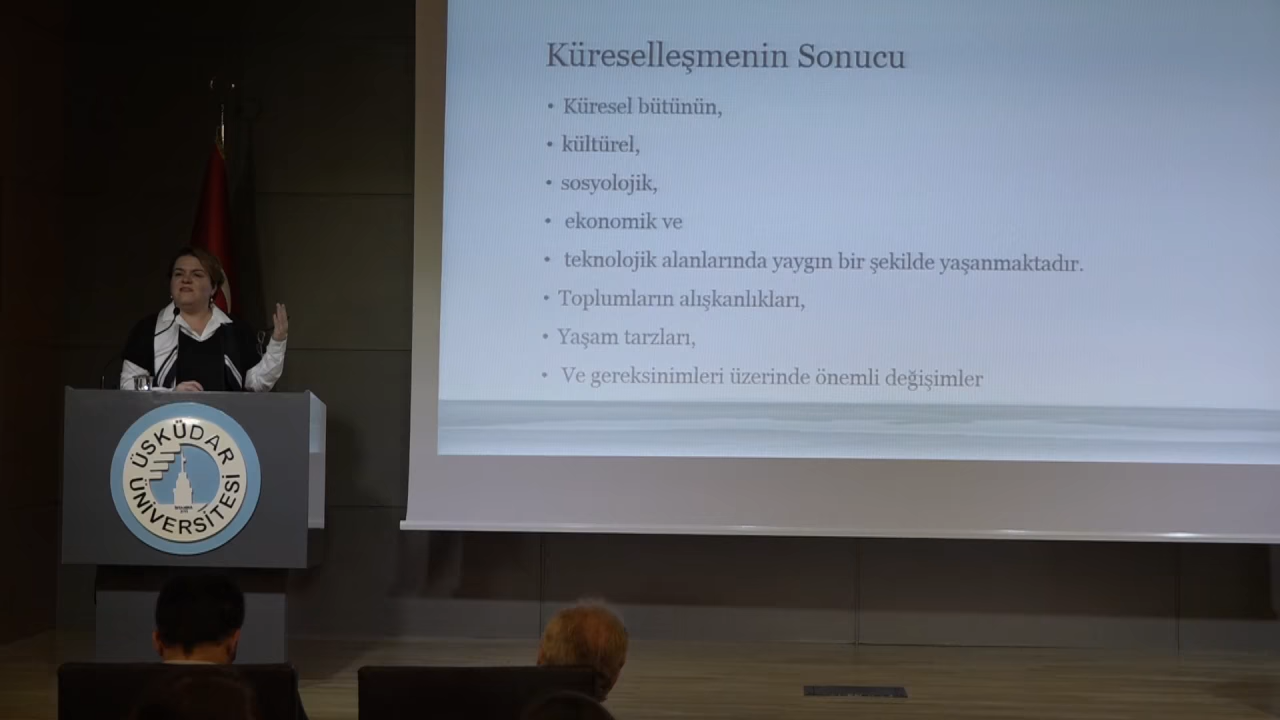 Küreselleşmenin Sonucu
• Küresel bütünün,
• kültürel,
• sosyolojik,
• ekonomik ve
• teknolojik alanlarında yaygın bir şekilde yaşanmaktadır.
• Toplumların alışkanlıkları,
• Yaşam tarzları,
• Ve gereksinimleri üzerinde önemli değişimler
ÜSKÜDAR
ÜNİVERSİTESİ